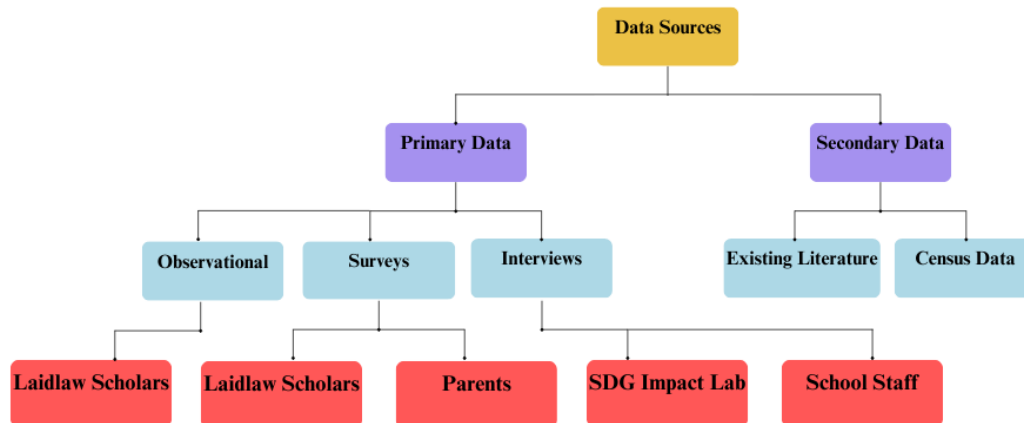 Data Sources
Primary Data
Secondary Data
Observational
Surveys
Interviews
Existing Literature
Census Data
Laidlaw Scholars
Laidlaw Scholars
Parents
SDG Impact Lab
School Staff